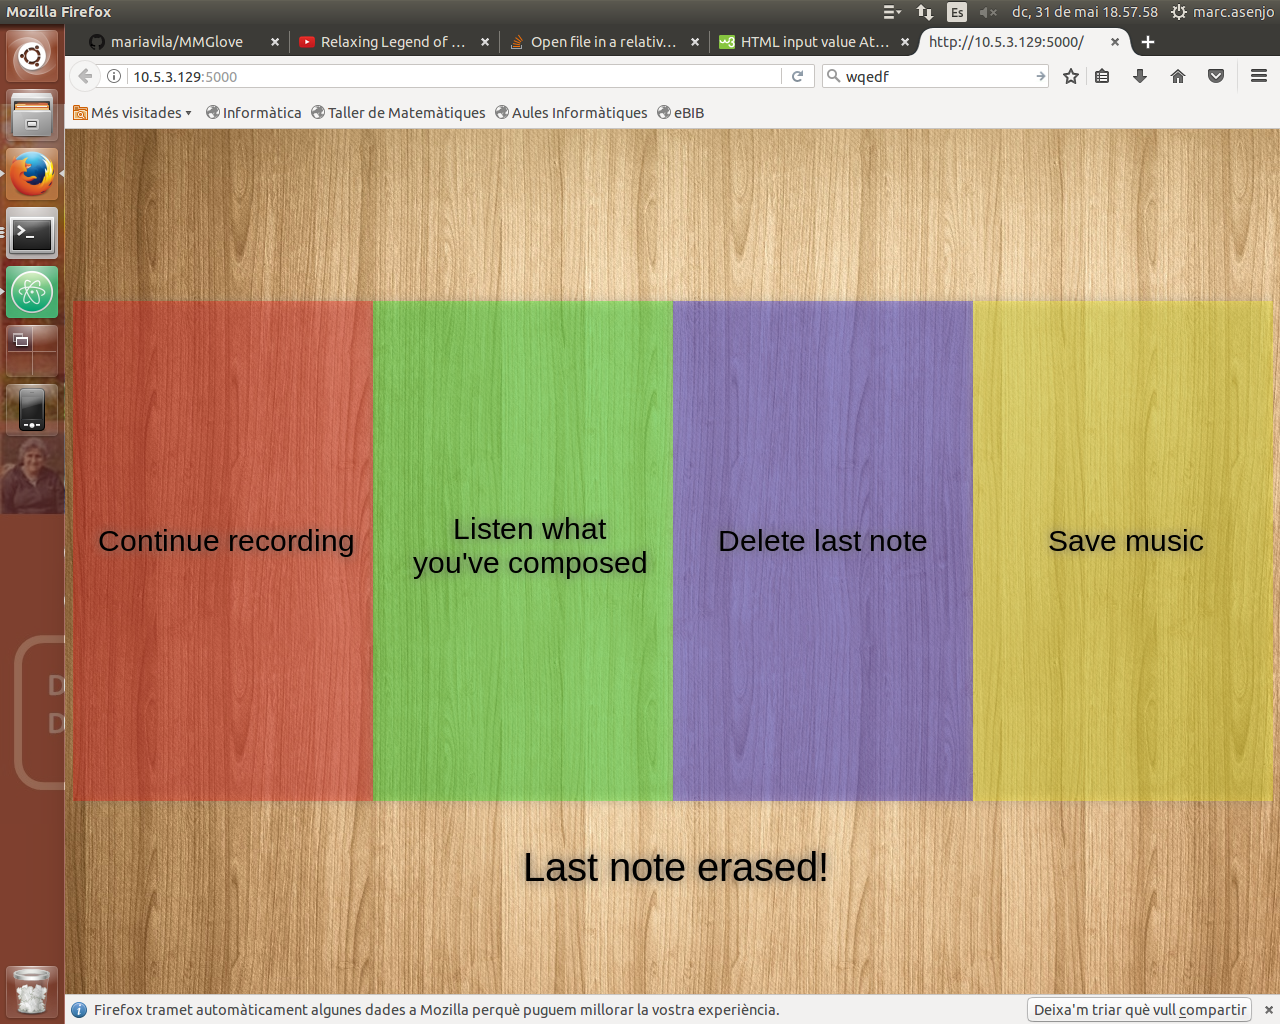 Mozilla Firefox
Es
dc, 31 de mai 18.57.58
marc.asenjo
mariavila/MMGlove
Relaxing Legend of ...
Open file in a relativ...
HTML input value At...
http://10.5.3.129:5000/
10.5.3.129:5000
wqedf
Més visitades
Informàtica
Taller de Matemàtiques
Aules Informàtiques
eBIB
Continue recording
Listen what
you've composed
Delete last note
Save music
Last note erased!
D
D
Firefox tramet automàticament algunes dades a Mozilla perquè puguem millorar la vostra experiència.
Deixa'm triar què vull compartir